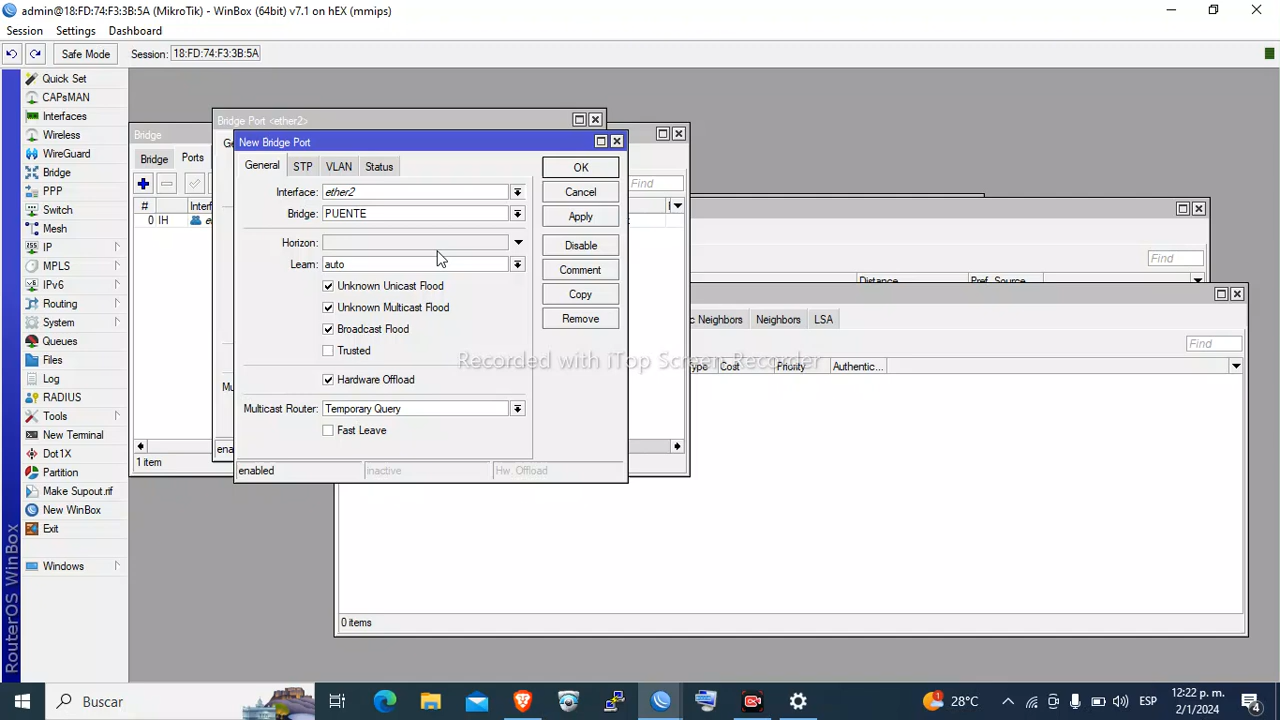 admin@18:FD:74:F3:3B:5A (MikroTik) - WinBox (64bit) v7.1 on hEX (mmips)
Session Settings Dashboard
Safe Mode Session: 18:FD:74:F3:3B:5A
Quick Set
CAPsMAN
Interfaces
Wireless
WireGuard
Bridge
PPP
Switch
Mesh
IP
MPLS
IPv6
Routing
System
Queues
Files
Log
RADIUS
Tools
New Terminal
Dot1X
Partition
Make Supout.rif
New WinBox
Exit
Windows
RouterOS WinBox
Bridge
Bridge Ports
Find
# Interf
0 IH
1 item
Bridge Port <ether2>
Ge
Mu
ena
New Bridge Port
General STP VLAN Status
Interface: ether2
Bridge: PUENTE
Horizon:
Learn: auto
Unknown Unicast Flood
Unknown Multicast Flood
Broadcast Flood
Trusted
Hardware Offload
Multicast Router: Temporary Query
Fast Leave
enabled inactive Hw. Offload
OK
Cancel
Apply
Disable
Comment
Copy
Remove
Find
Distance Pref. Source
c Neighbors Neighbors LSA
Find
Type Cost Priority Authentic...
0 items
Recorded with iTop Screen Recorder
Buscar
28°C
ESP
12:22 p. m.
2/1/2024
4